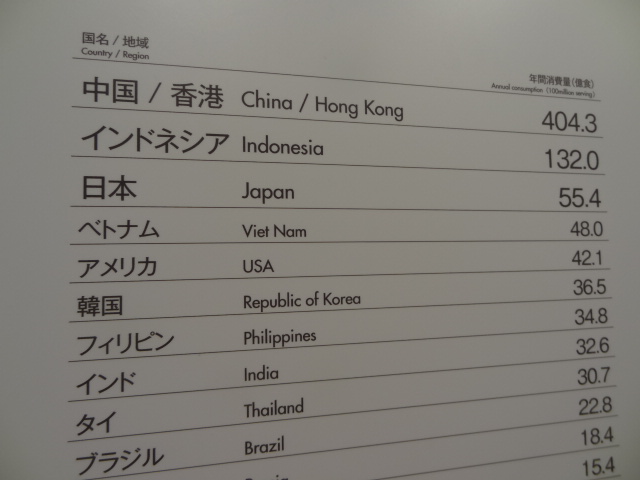 国名 / 地域
Country / Region
年間消費量(億食)
Annual consumption (100million serving)
中国 / 香港 China / Hong Kong 404.3
インドネシア Indonesia 132.0
日本 Japan 55.4
ベトナム Viet Nam 48.0
アメリカ USA 42.1
韓国 Republic of Korea 36.5
フィリピン Philippines 34.8
インド India 32.6
タイ Thailand 30.7
ブラジル Brazil 22.8
18.4
15.4